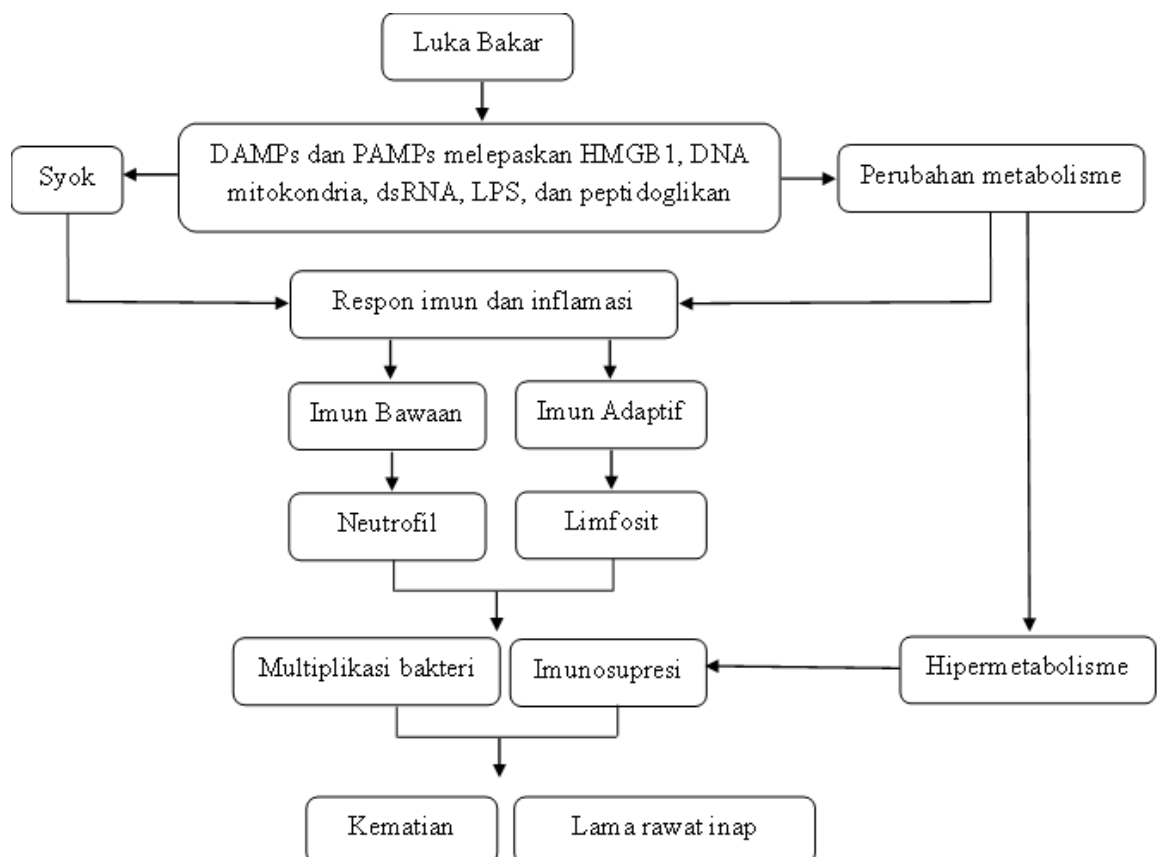 Luka Bakar
Syok
DAMPs dan PAMPs melepaskan HMGB1, DNA
mitokondria, dsRNA, LPS, dan peptidoglikan
Perubahan metabolisme
Respon imun dan inflamasi
Imun Bawaan
Imun Adaptif
Neutrofil
Limfosit
Multiplikasi bakteri
Imunosupresi
Hipermetabolisme
Kematian
Lama rawat inap